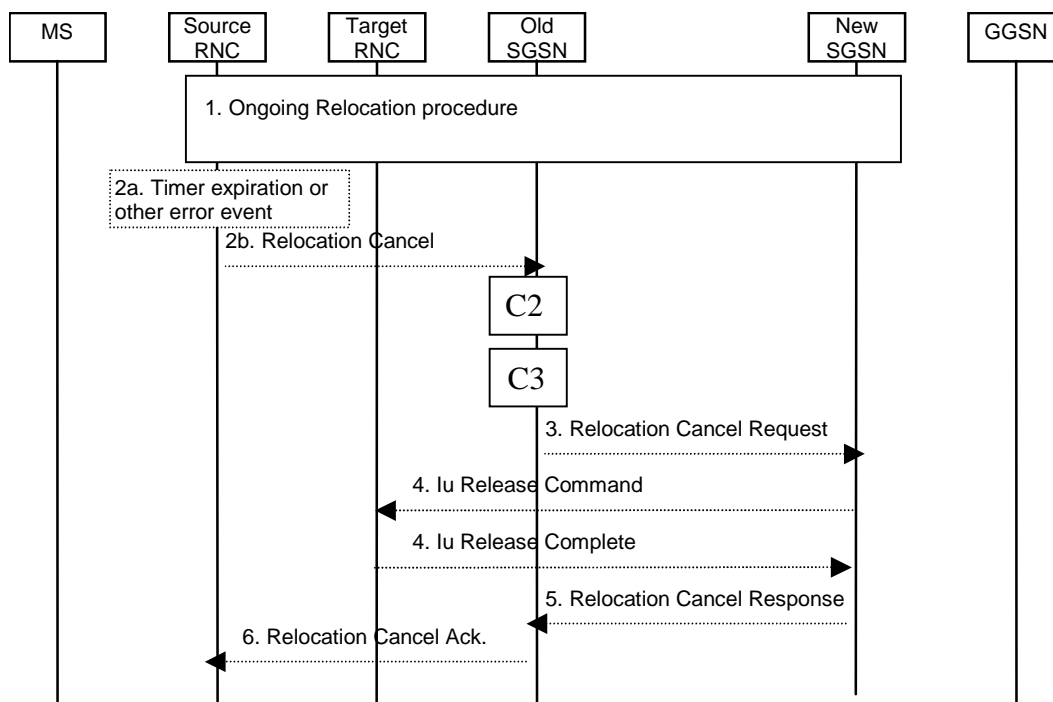 MS
Source
RNC
Target
RNC
Old
SGSN
New
SGSN
GGSN
1. Ongoing Relocation procedure
2a. Timer expiration or
other error event
2b. Relocation Cancel
C2
C3
3. Relocation Cancel Request
4. Iu Release Command
4. Iu Release Complete
5. Relocation Cancel Response
6. Relocation Cancel Ack.